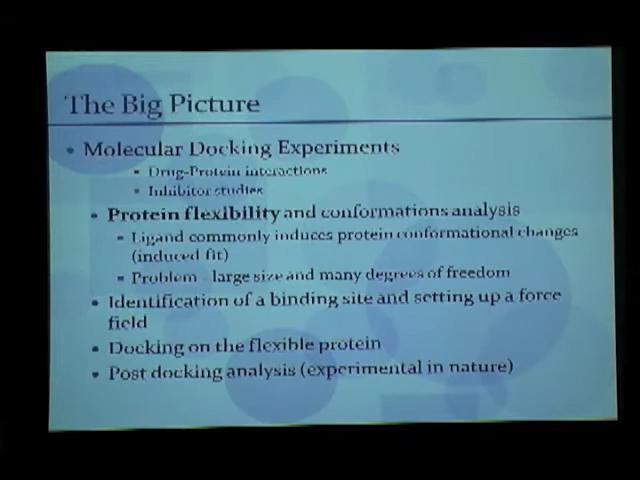 The Big Picture
• Molecular Docking Experiments
- Drug-Protein interactions
- Inhibitor studies
• Protein flexibility and conformations analysis
- Ligand commonly induces protein conformational changes
(induced fit)
- Problem - large size and many degrees of freedom
• Identification of a binding site and setting up a force
field
• Docking on the flexible protein
• Post docking analysis (experimental in nature)